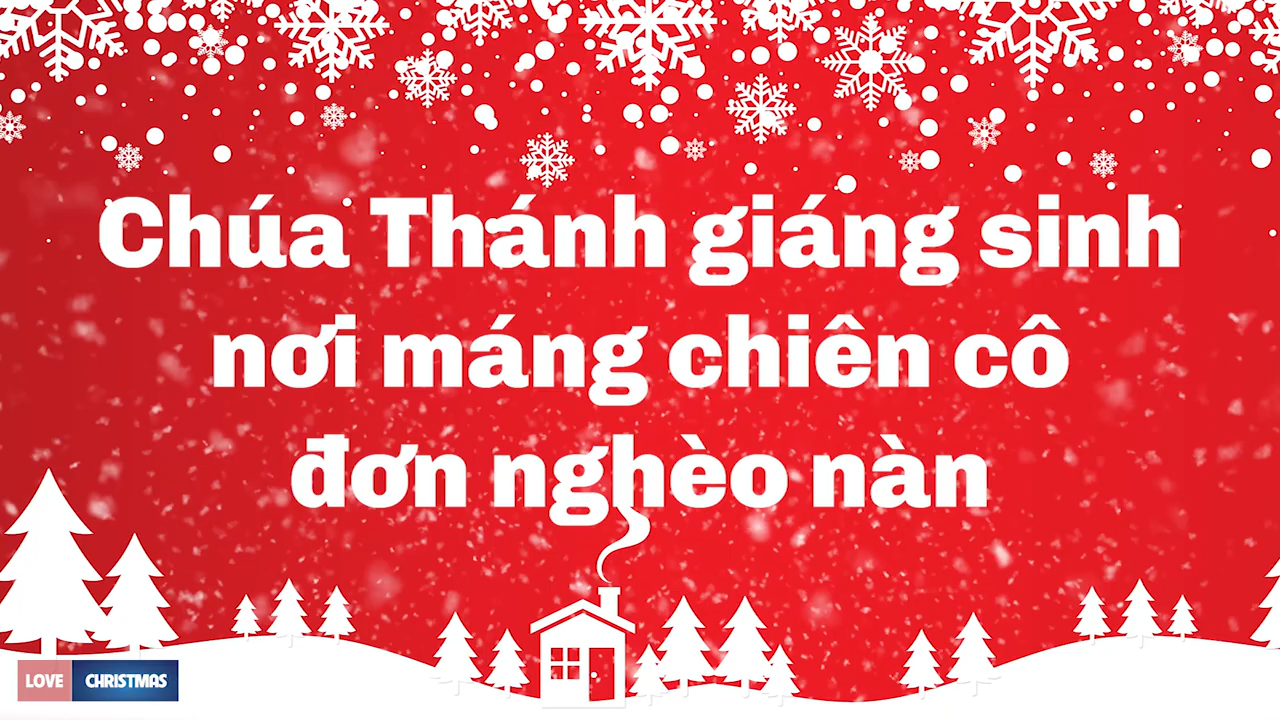 Chúa Thánh giáng sinh
nơi máng chiên cô
đơn nghèo nàn
LOVE CHRISTMAS